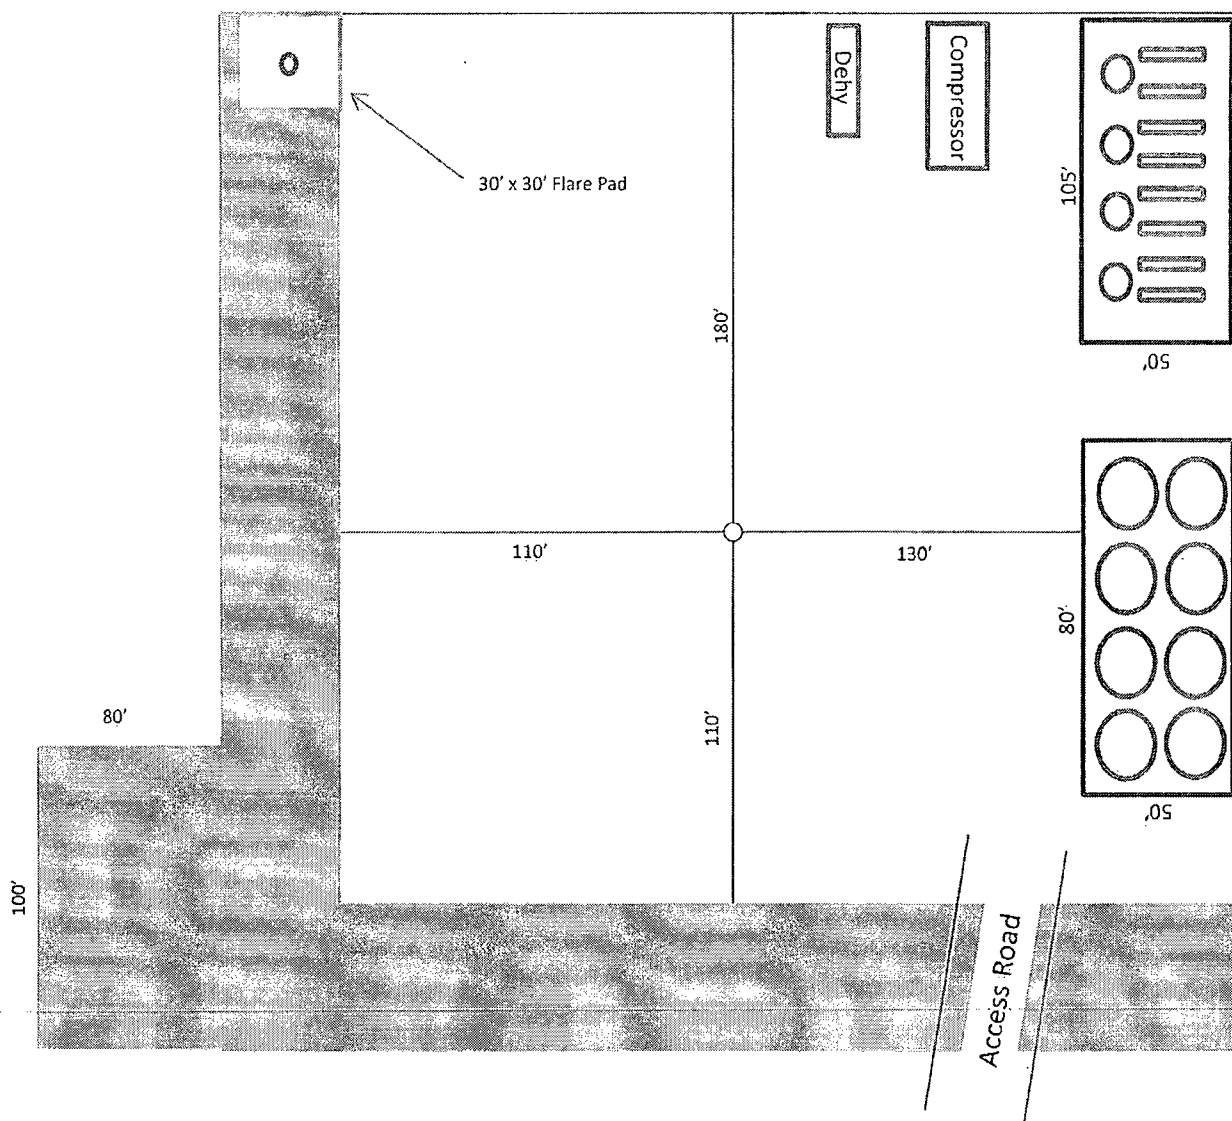 Dehy
Compressor
105'
30' x 30' Flare Pad
180'
50'
110'
130'
80'
110'
80'
50'
100'
Access Road